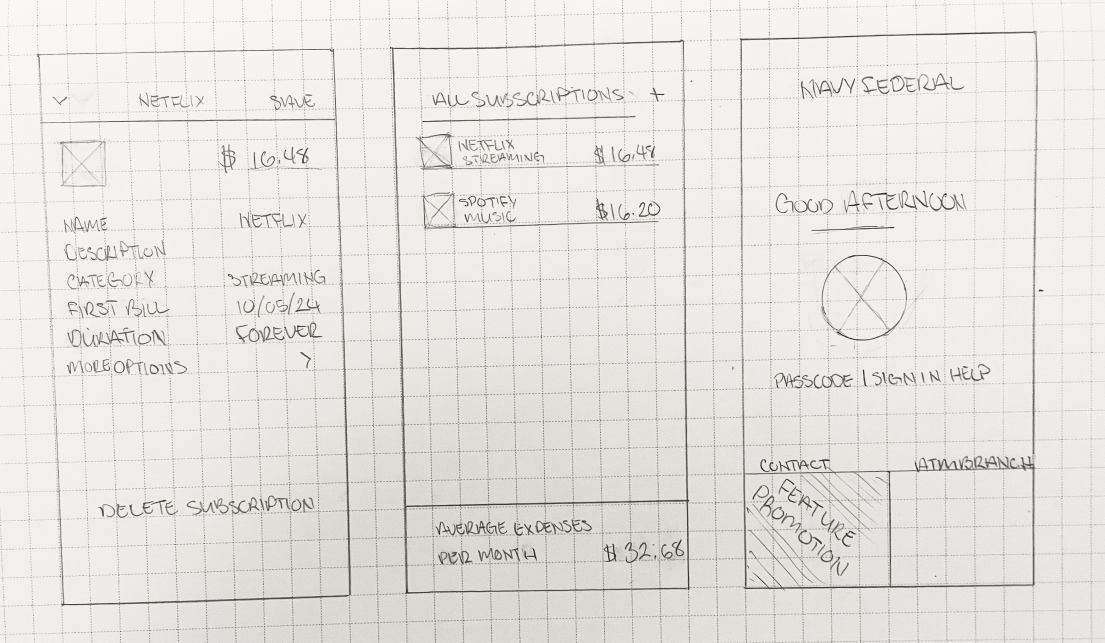 NETFLIX SAVE
$ 16.48
NAME NETFLIX
DESCRIPTION
CATEGORY STREAMING
FIRST BILL 10/05/24
DURATION FOREVER
MORE OPTIONS >
DELETE SUBSCRIPTION
ALL SUBSCRIPTIONS +
NETFLIX
STREAMING $16.48
SPOTIFY
MUSIC $16.20
AVERAGE EXPENSES
PER MONTH $32.68
NAVY FEDERAL
GOOD AFTERNOON
PASSCODE | SIGN IN HELP
CONTACT ATM/BRANCH
FEATURE
PROMOTION